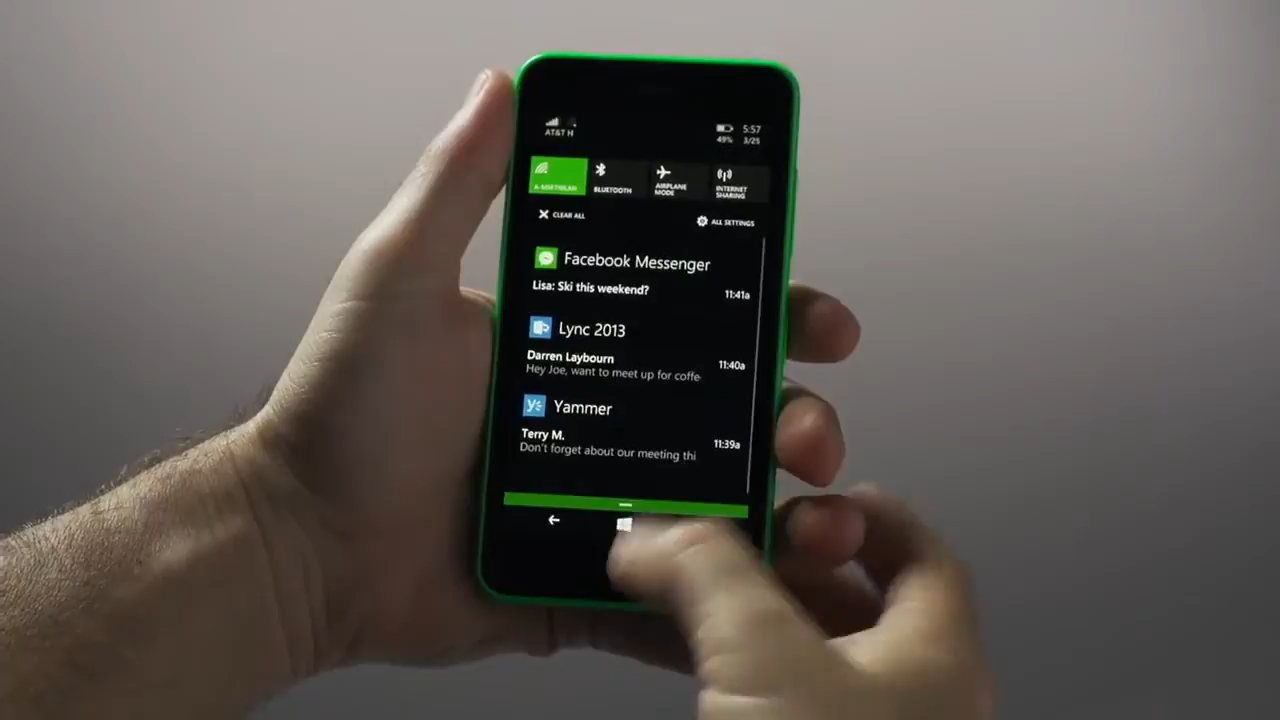 AT&T H
5:57
49% 3/25
BLUETOOTH
AIRPLANE MODE
INTERNET SHARING
CLEAR ALL
ALL SETTINGS
Facebook Messenger
Lisa: Ski this weekend?
11:41a
Lync 2013
Darren Laybourn
Hey Joe, want to meet up for coffe
11:40a
Yammer
Terry M.
Don't forget about our meeting thi
11:39a